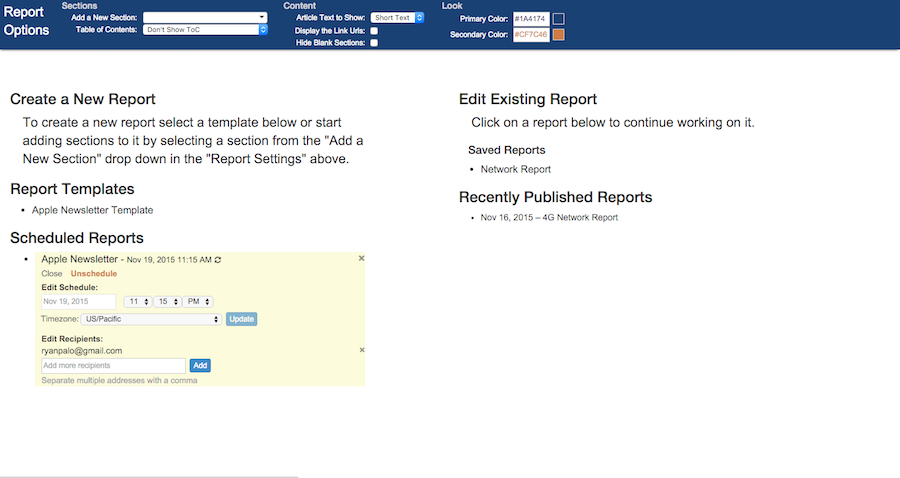 Report Options
Sections
Add a New Section:
Table of Contents: Don't Show ToC
Content
Article Text to Show: Short Text
Display the Link Urls:
Hide Blank Sections:
Look
Primary Color: #1A4174
Secondary Color: #CF7C46
Create a New Report
To create a new report select a template below or start
adding sections to it by selecting a section from the "Add a
New Section" drop down in the "Report Settings" above.
Report Templates
• Apple Newsletter Template
Scheduled Reports
• Apple Newsletter - Nov 19, 2015 11:15 AM
Close Unschedule
Edit Schedule:
Nov 19, 2015 11 15 PM
Timezone: US/Pacific Update
Edit Recipients:
ryanpalo@gmail.com
Add more recipients Add
Separate multiple addresses with a comma
Edit Existing Report
Click on a report below to continue working on it.
Saved Reports
• Network Report
Recently Published Reports
• Nov 16, 2015 – 4G Network Report